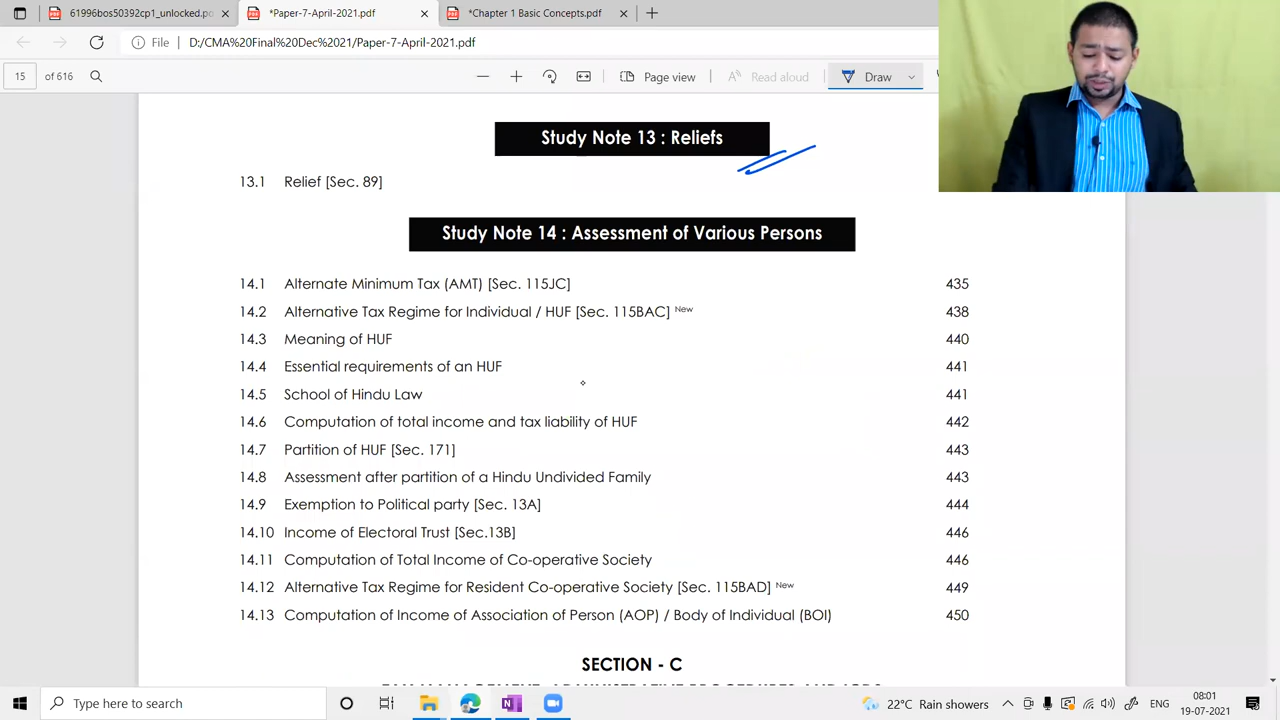 61996bos50392cp1_unlocked.pdf
*Paper-7-April-2021.pdf
*Chapter 1 Basic Concepts.pdf
File
D:/CMA%20Final%20Dec%2021/Paper-7-April-2021.pdf
15 of 616
Page view
Read aloud
Draw
Study Note 13 : Reliefs
13.1 Relief [Sec. 89]
Study Note 14 : Assessment of Various Persons
14.1 Alternate Minimum Tax (AMT) [Sec. 115JC] 435
14.2 Alternative Tax Regime for Individual / HUF [Sec. 115BAC] New 438
14.3 Meaning of HUF 440
14.4 Essential requirements of an HUF 441
14.5 School of Hindu Law 441
14.6 Computation of total income and tax liability of HUF 442
14.7 Partition of HUF [Sec. 171] 443
14.8 Assessment after partition of a Hindu Undivided Family 443
14.9 Exemption to Political party [Sec. 13A] 444
14.10 Income of Electoral Trust [Sec.13B] 446
14.11 Computation of Total Income of Co-operative Society 446
14.12 Alternative Tax Regime for Resident Co-operative Society [Sec. 115BAD] New 449
14.13 Computation of Income of Association of Person (AOP) / Body of Individual (BOI) 450
SECTION - C
Type here to search
22°C Rain showers
ENG
08:01
19-07-2021